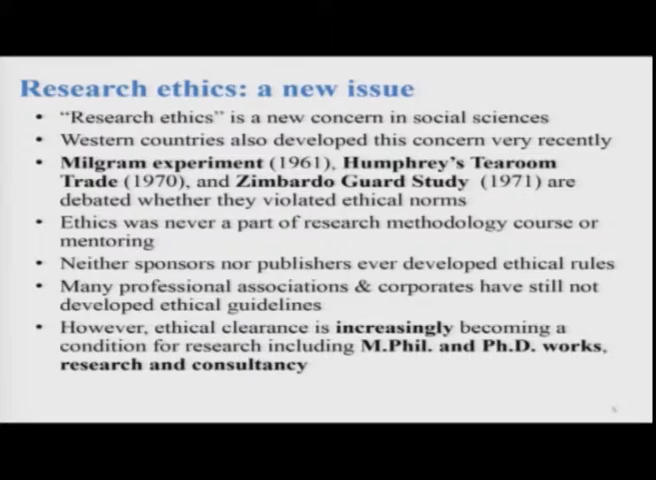 Research ethics: a new issue
• "Research ethics" is a new concern in social sciences
• Western countries also developed this concern very recently
• Milgram experiment (1961), Humphrey's Tearoom
Trade (1970), and Zimbardo Guard Study (1971) are
debated whether they violated ethical norms
• Ethics was never a part of research methodology course or
mentoring
• Neither sponsors nor publishers ever developed ethical rules
• Many professional associations & corporates have still not
developed ethical guidelines
• However, ethical clearance is increasingly becoming a
condition for research including M.Phil. and Ph.D. works,
research and consultancy